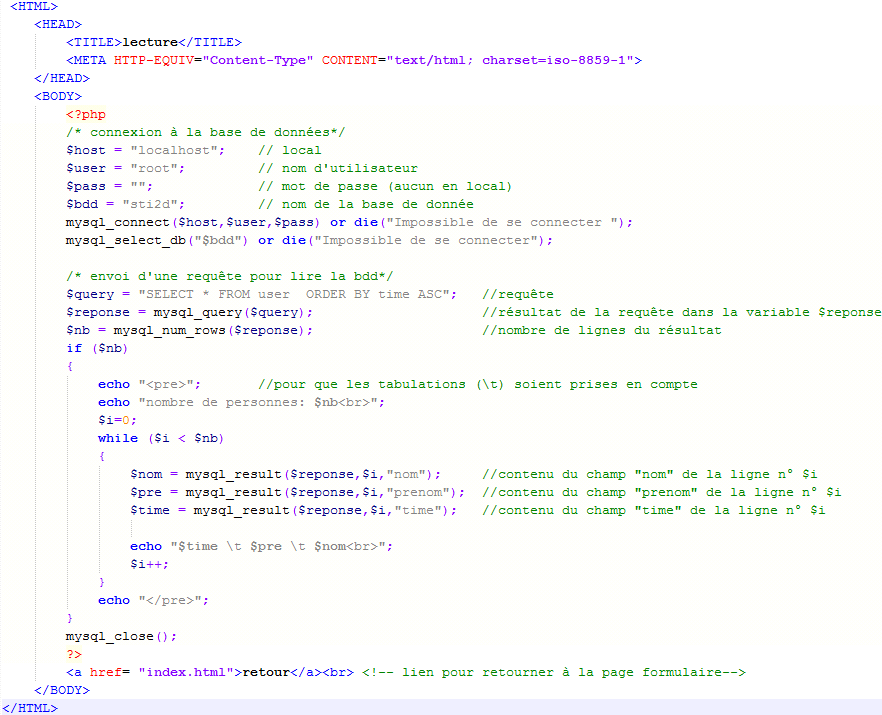 <HTML>
<HEAD>
<TITLE>lecture</TITLE>
<META HTTP-EQUIV="Content-Type" CONTENT="text/html; charset=iso-8859-1">
</HEAD>
<BODY>
<?php
/* connexion à la base de données*/
$host = "localhost";    // local
$user = "root";         // nom d'utilisateur
$pass = "";             // mot de passe (aucun en local)
$bdd = "sti2d";         // nom de la base de donnée
mysql_connect($host,$user,$pass) or die("Impossible de se connecter ");
mysql_select_db("$bdd") or die("Impossible de se connecter");
/* envoi d'une requête pour lire la bdd*/
$query = "SELECT * FROM user  ORDER BY time ASC";   //requête
$reponse = mysql_query($query);                     //résultat de la requête dans la variable $reponse
$nb = mysql_num_rows($reponse);                     //nombre de lignes du résultat
if ($nb)
{
echo "<pre>";       //pour que les tabulations (\t) soient prises en compte
echo "nombre de personnes: $nb<br>";
$i=0;
while ($i < $nb)
{
$nom = mysql_result($reponse,$i,"nom");     //contenu du champ "nom" de la ligne n° $i
$pre = mysql_result($reponse,$i,"prenom");  //contenu du champ "prenom" de la ligne n° $i
$time = mysql_result($reponse,$i,"time");   //contenu du champ "time" de la ligne n° $i
echo "$time \t $pre \t $nom<br>";
$i++;
}
echo "</pre>";
}
mysql_close();
?>
<a href= "index.html">retour</a><br> <!-- lien pour retourner à la page formulaire-->
</BODY>
</HTML>